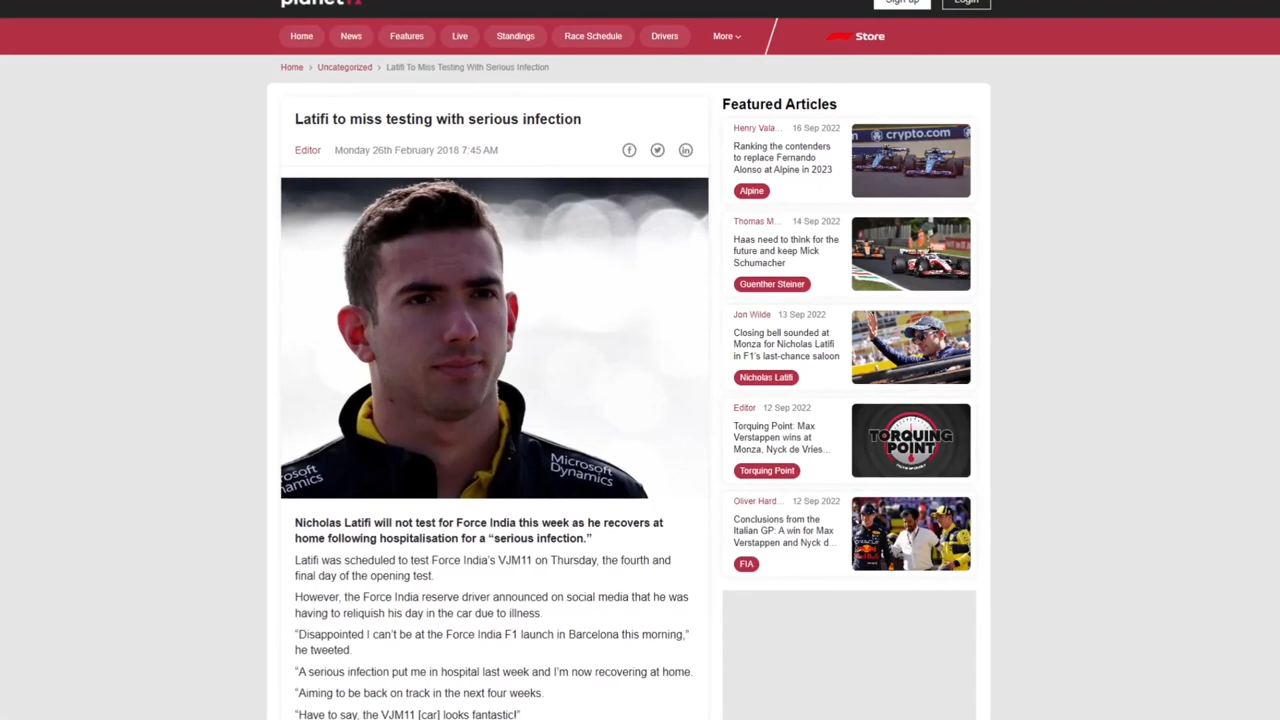 planetF1
Sign up
Login
Home
News
Features
Live
Standings
Race Schedule
Drivers
More
Store
Home > Uncategorized > Latifi To Miss Testing With Serious Infection
Latifi to miss testing with serious infection
Editor Monday 26th February 2018 7:45 AM
Microsoft
Dynamics
Nicholas Latifi will not test for Force India this week as he recovers at
home following hospitalisation for a “serious infection.”
Latifi was scheduled to test Force India’s VJM11 on Thursday, the fourth and
final day of the opening test.
However, the Force India reserve driver announced on social media that he was
having to reliquish his day in the car due to illness.
“Disappointed I can’t be at the Force India F1 launch in Barcelona this morning,”
he tweeted.
“A serious infection put me in hospital last week and I’m now recovering at home.
“Aiming to be back on track in the next four weeks.
“Have to say, the VJM11 [car] looks fantastic!”
Featured Articles
Henry Vala... 16 Sep 2022
Ranking the contenders
to replace Fernando
Alonso at Alpine in 2023
Alpine
crypto.com
Thomas M... 14 Sep 2022
Haas need to think for the
future and keep Mick
Schumacher
Guenther Steiner
Jon Wilde 13 Sep 2022
Closing bell sounded at
Monza for Nicholas Latifi
in F1’s last-chance saloon
Nicholas Latifi
Editor 12 Sep 2022
Torquing Point: Max
Verstappen wins at
Monza, Nyck de Vries...
Torquing Point
TORQUING
POINT
Oliver Hard... 12 Sep 2022
Conclusions from the
Italian GP: A win for Max
Verstappen and Nyck d...
FIA